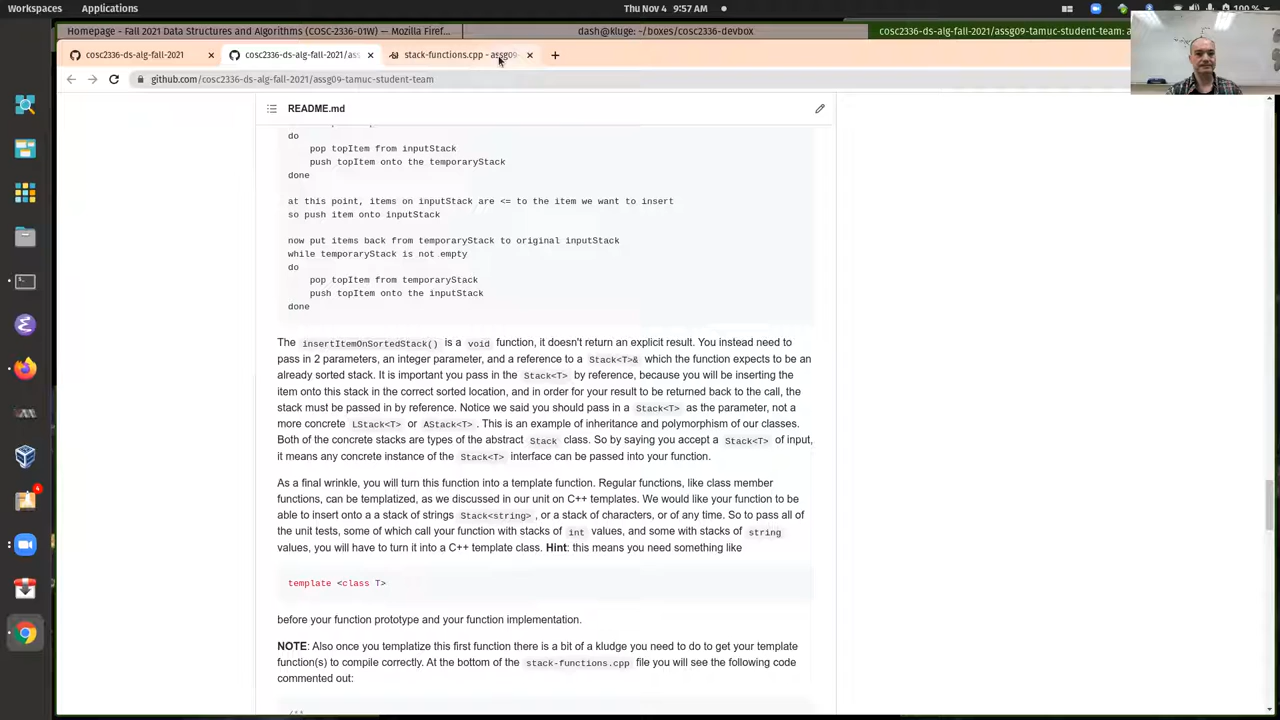 Workspaces Applications Thu Nov 4 9:57 AM 100 %
Homepage - Fall 2021 Data Structures and Algorithms (COSC-2336-01W) — Mozilla Firef... dash@kluge: ~/boxes/cosc2336-devbox cosc2336-ds-alg-fall-2021/assg09-tamuc-student-team:
cosc2336-ds-alg-fall-2021 cosc2336-ds-alg-fall-2021/ass stack-functions.cpp - assg09-
github.com/cosc2336-ds-alg-fall-2021/assg09-tamuc-student-team
README.md
do
pop topItem from inputStack
push topItem onto the temporaryStack
done
at this point, items on inputStack are <= to the item we want to insert
so push item onto inputStack
now put items back from temporaryStack to original inputStack
while temporaryStack is not empty
do
pop topItem from temporaryStack
push topItem onto the inputStack
done
The insertItemOnSortedStack() is a void function, it doesn't return an explicit result. You instead need to
pass in 2 parameters, an integer parameter, and a reference to a Stack<T>& which the function expects to be an
already sorted stack. It is important you pass in the Stack<T> by reference, because you will be inserting the
item onto this stack in the correct sorted location, and in order for your result to be returned back to the call, the
stack must be passed in by reference. Notice we said you should pass in a Stack<T> as the parameter, not a
more concrete LStack<T> or AStack<T> . This is an example of inheritance and polymorphism of our classes.
Both of the concrete stacks are types of the abstract Stack class. So by saying you accept a Stack<T> of input,
it means any concrete instance of the Stack<T> interface can be passed into your function.
As a final wrinkle, you will turn this function into a template function. Regular functions, like class member
functions, can be templatized, as we discussed in our unit on C++ templates. We would like your function to be
able to insert onto a a stack of strings Stack<string> , or a stack of characters, or of any time. So to pass all of
the unit tests, some of which call your function with stacks of int values, and some with stacks of string
values, you will have to turn it into a C++ template class. Hint: this means you need something like
template <class T>
before your function prototype and your function implementation.
NOTE: Also once you templatize this first function there is a bit of a kludge you need to do to get your template
function(s) to compile correctly. At the bottom of the stack-functions.cpp file you will see the following code
commented out:
/**
4